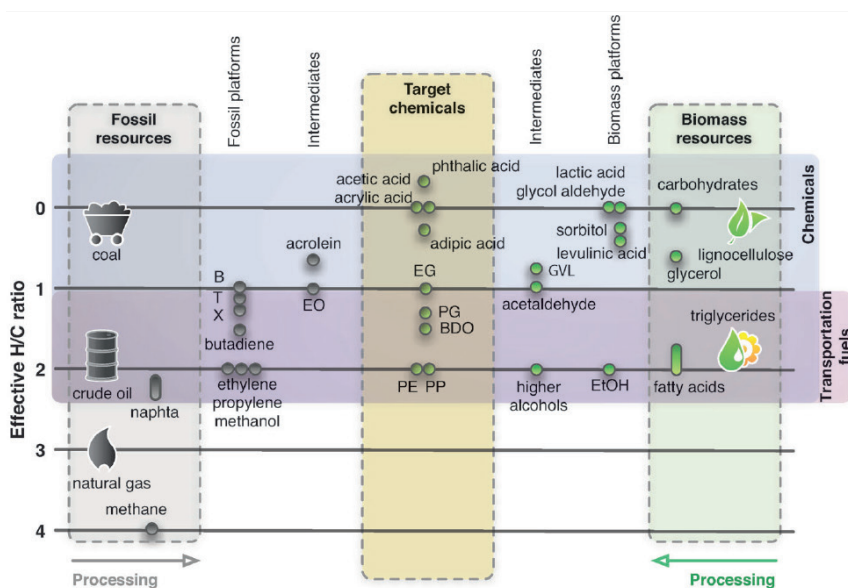 Fossil platforms
Intermediates
Target
chemicals
Intermediates
Biomass platforms
Fossil
resources
Biomass
resources
Effective H/C ratio
0
1
2
3
4
coal
crude oil
naphta
natural gas
methane
B
T
X
butadiene
ethylene
propylene
methanol
acrolein
EO
phthalic acid
acetic acid
acrylic acid
adipic acid
EG
PG
BDO
PE PP
GVL
acetaldehyde
higher
alcohols
lactic acid
glycol aldehyde
sorbitol
levulinic acid
EtOH
carbohydrates
lignocellulose
glycerol
triglycerides
fatty acids
Chemicals
Transportation
fuels
Processing
Processing